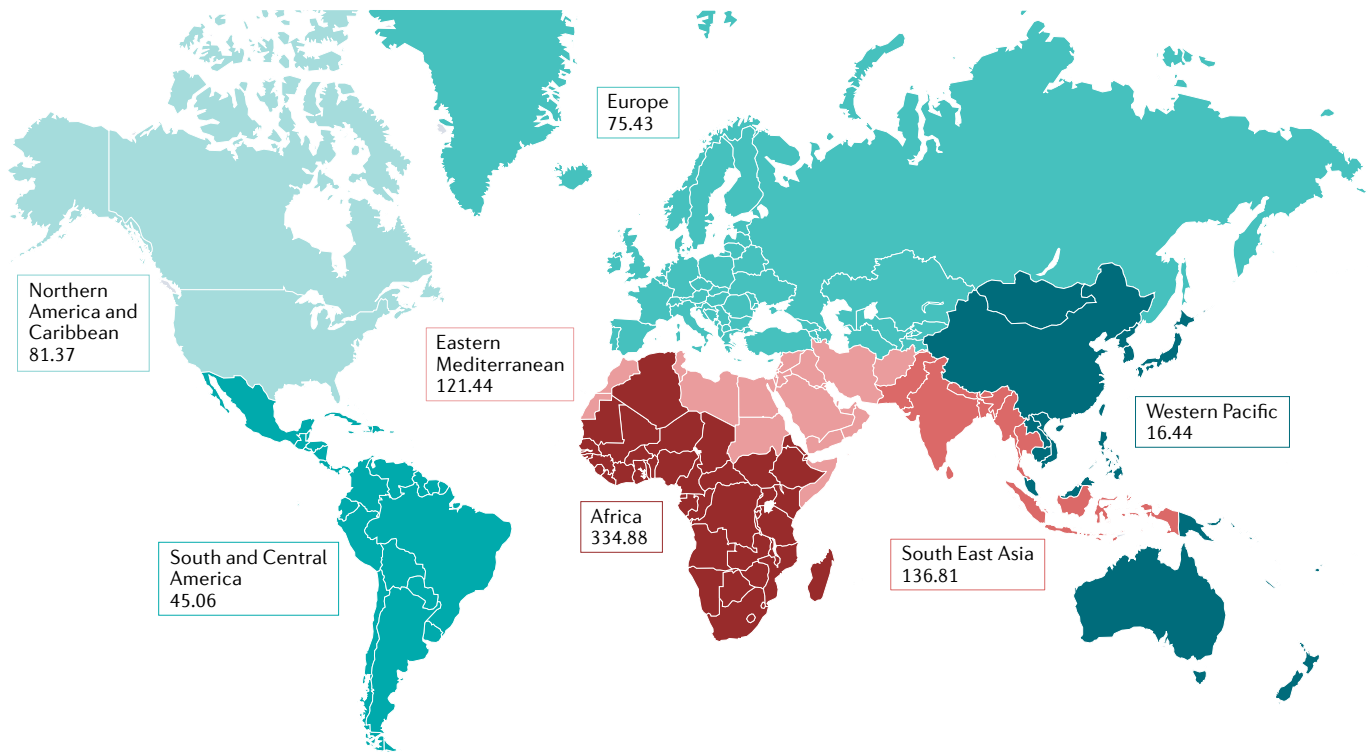 Europe
75.43
Northern
America and
Caribbean
81.37
Eastern
Mediterranean
121.44
Western Pacific
16.44
Africa
334.88
South East Asia
136.81
South and Central
America
45.06